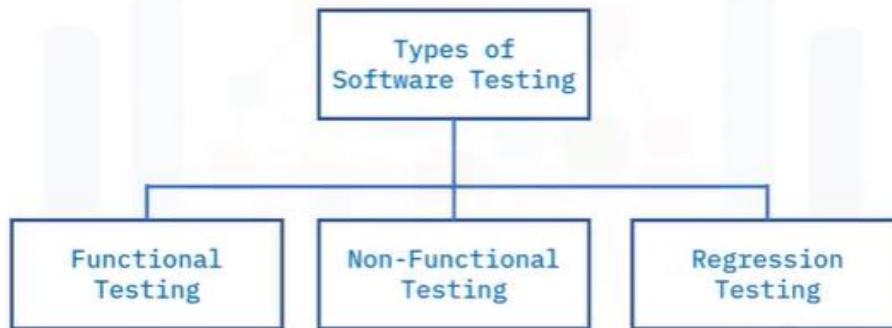 Types of
Software Testing
Functional
Testing
Non-Functional
Testing
Regression
Testing